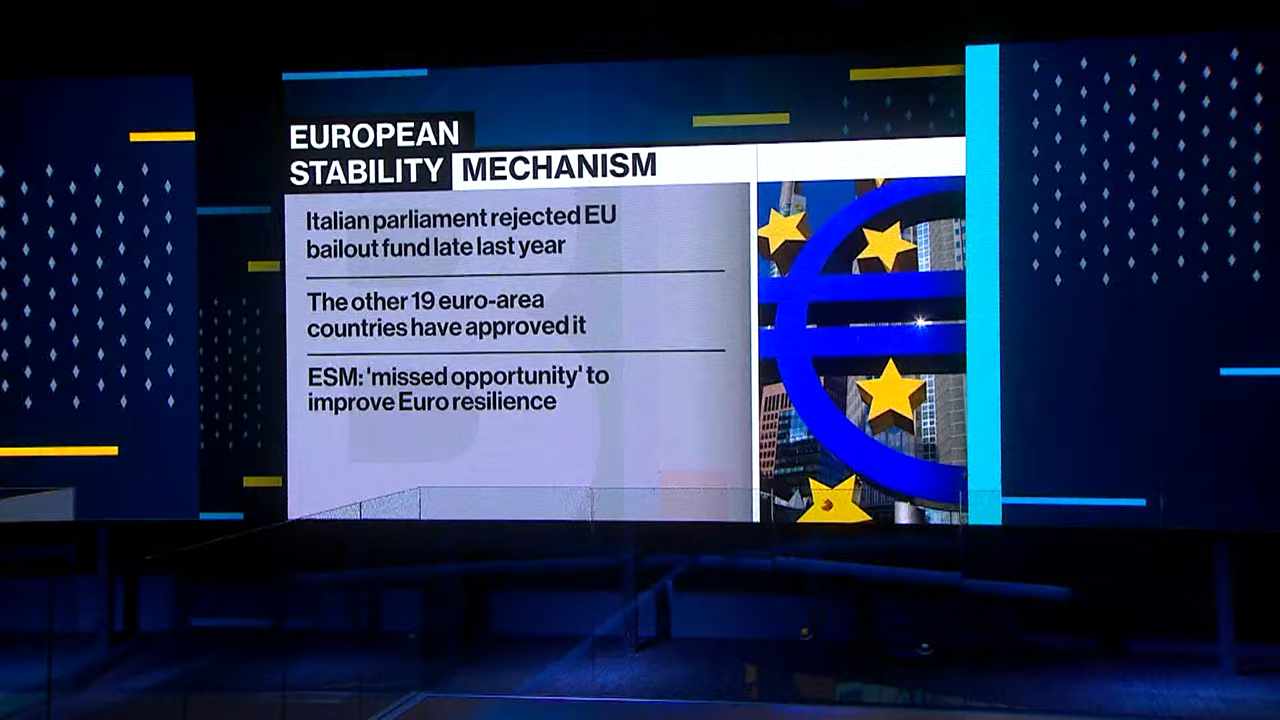 EUROPEAN
STABILITY MECHANISM
Italian parliament rejected EU
bailout fund late last year
The other 19 euro-area
countries have approved it
ESM: 'missed opportunity' to
improve Euro resilience